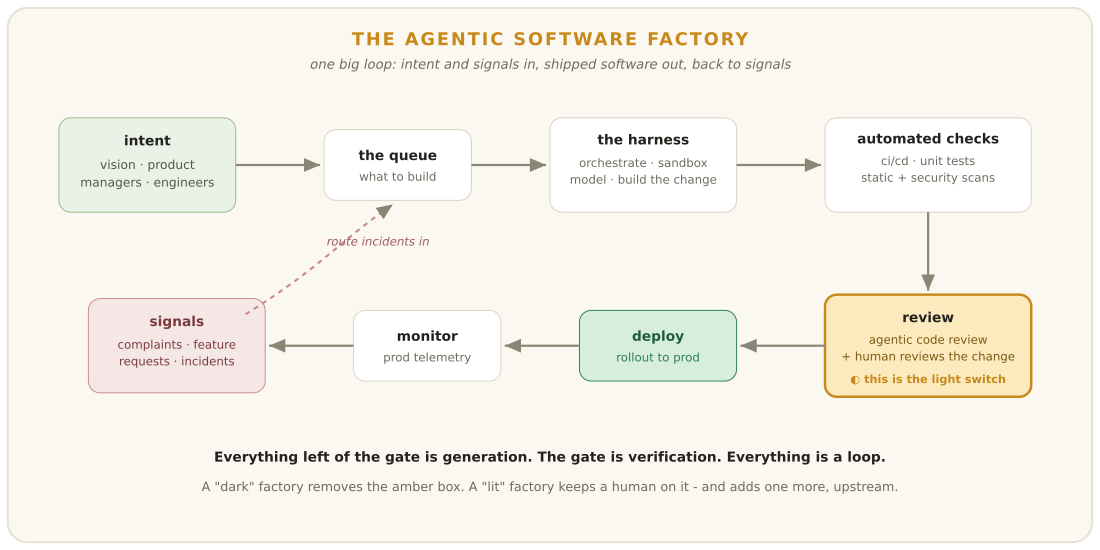 THE AGENTIC SOFTWARE FACTORY
one big loop: intent and signals in, shipped software out, back to signals
intent
vision · product
managers · engineers
the queue
what to build
the harness
orchestrate · sandbox
model · build the change
automated checks
ci/cd · unit tests
static + security scans
route incidents in
signals
complaints · feature
requests · incidents
monitor
prod telemetry
deploy
rollout to prod
review
agentic code review
+ human reviews the change
◐ this is the light switch
Everything left of the gate is generation. The gate is verification. Everything is a loop.
A "dark" factory removes the amber box. A "lit" factory keeps a human on it - and adds one more, upstream.